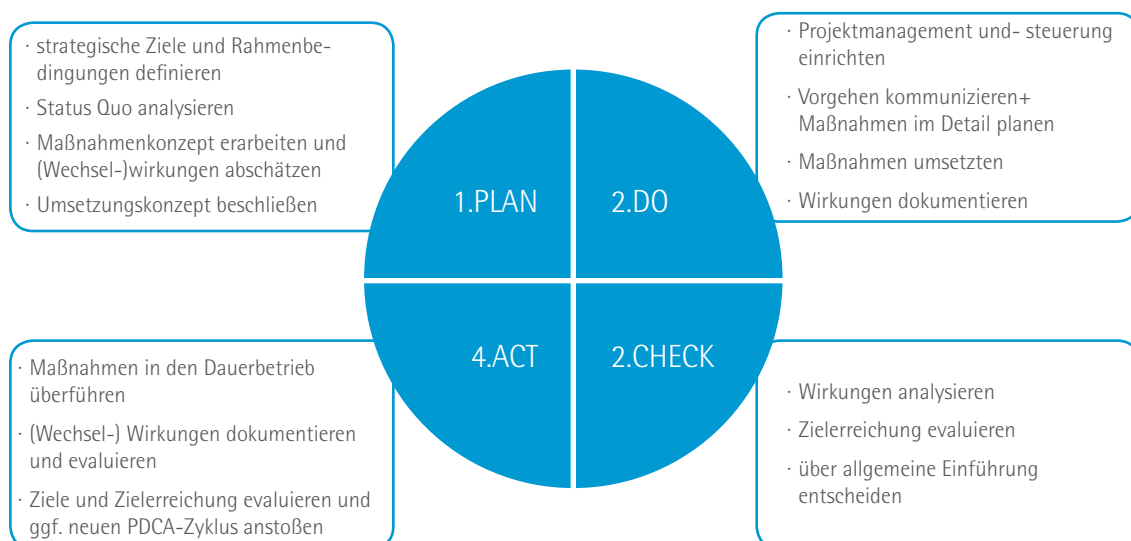 · strategische Ziele und Rahmenbe-
dingungen definieren
· Status Quo analysieren
· Maßnahmenkonzept erarbeiten und
(Wechsel-)wirkungen abschätzen
· Umsetzungskonzept beschließen
· Projektmanagement und- steuerung
einrichten
· Vorgehen kommunizieren+
Maßnahmen im Detail planen
· Maßnahmen umsetzten
· Wirkungen dokumentieren
1.PLAN
2.DO
4.ACT
2.CHECK
· Maßnahmen in den Dauerbetrieb
überführen
· (Wechsel-) Wirkungen dokumentieren
und evaluieren
· Ziele und Zielerreichung evaluieren und
ggf. neuen PDCA-Zyklus anstoßen
· Wirkungen analysieren
· Zielerreichung evaluieren
· über allgemeine Einführung
entscheiden